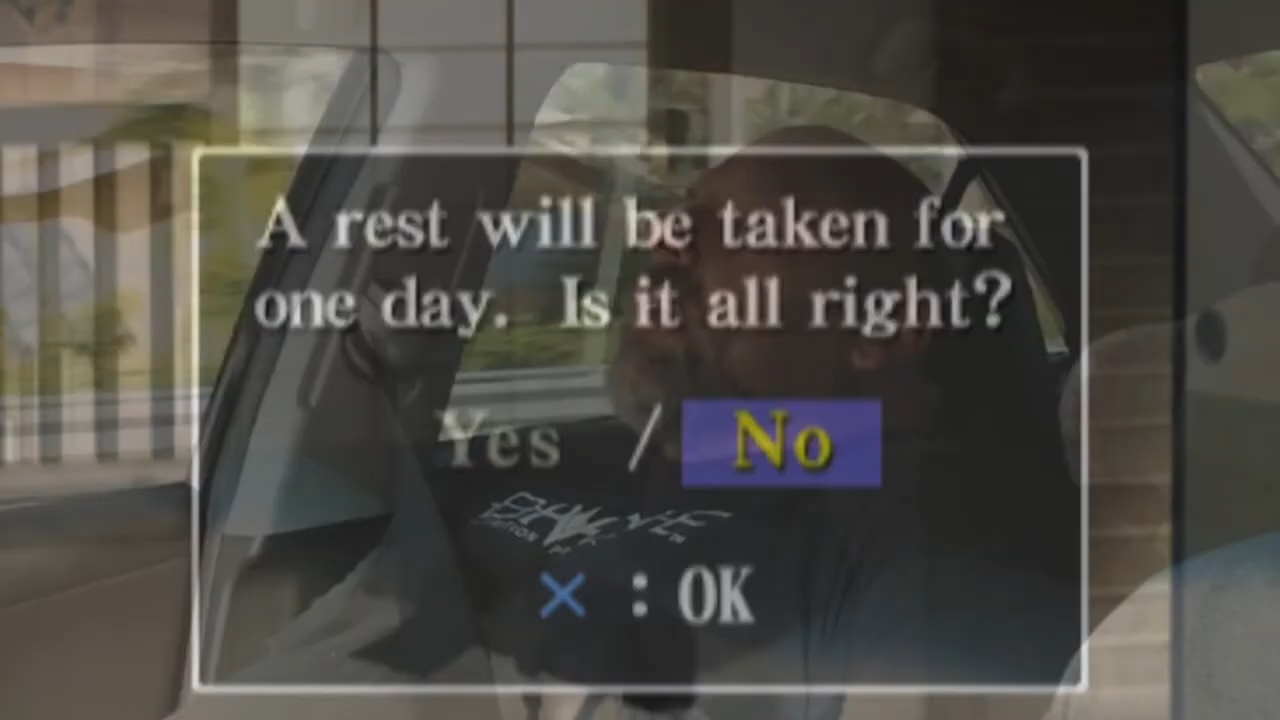 A rest will be taken for
one day. Is it all right?
Yes / No
× : OK